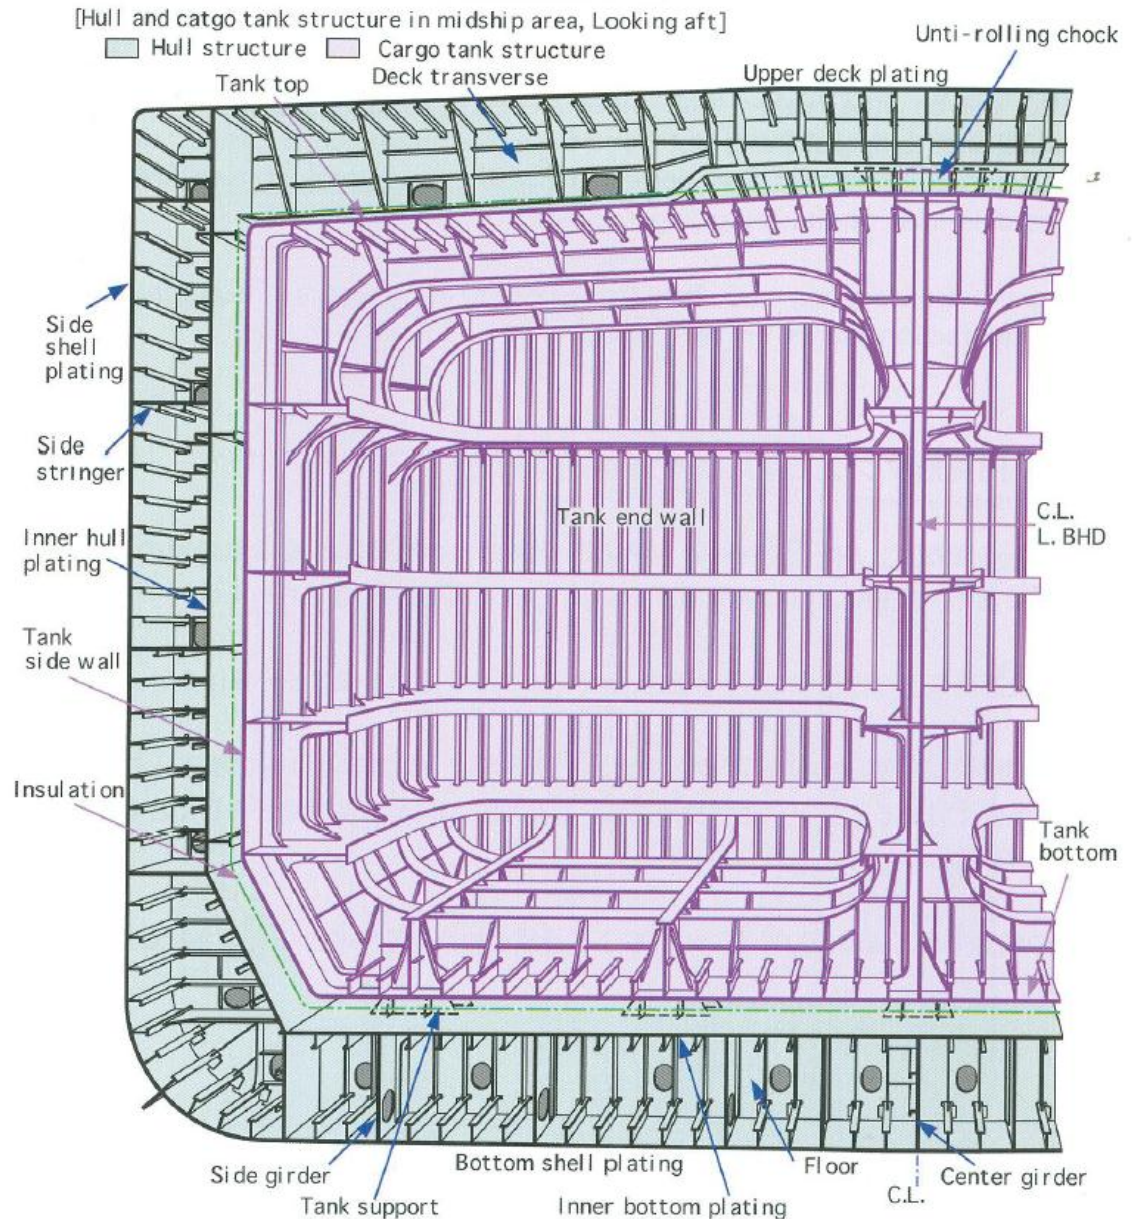 [Hull and catgo tank structure in midship area, Looking aft]
Hull structure
Cargo tank structure
Unti-rolling chock
Tank top
Deck transverse
Upper deck plating
Side
shell
plating
Side
stringer
Inner hull
plating
Tank end wall
C.L.
L. BHD
Tank
side wall
Insulation
Tank
bottom
Side girder
Bottom shell plating
Floor
Center girder
Tank support
Inner bottom plating
C.L.